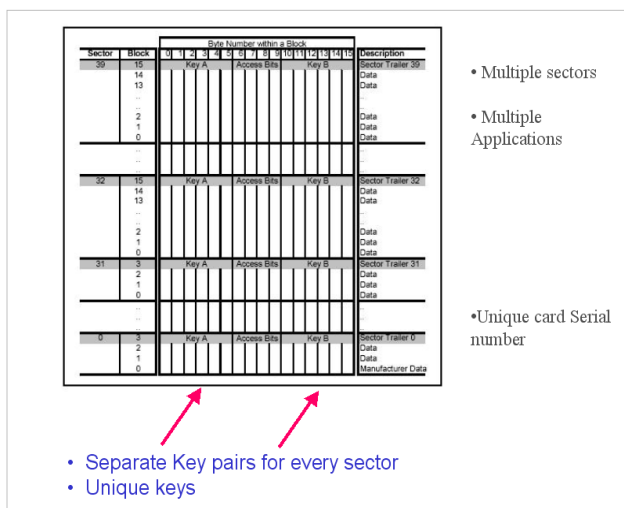 Byte Number within a Block
Sector Block 0 1 2 3 4 5 6 7 8 9 10 11 12 13 14 15 Description
39 15 Key A Access Bits Key B Sector Trailer 39
14 Data
13 Data
.. ..
.. ..
2 Data
1 Data
0 Data
.. ..
.. ..
.. ..
32 15 Key A Access Bits Key B Sector Trailer 32
14 Data
13 Data
.. ..
.. ..
2 Data
1 Data
0 Data
31 3 Key A Access Bits Key B Sector Trailer 31
2 Data
1 Data
0 Data
.. ..
.. ..
.. ..
0 3 Key A Access Bits Key B Sector Trailer 0
2 Data
1 Data
0 Manufacturer Data
• Multiple sectors
• Multiple
Applications
•Unique card Serial
number
• Separate Key pairs for every sector
• Unique keys